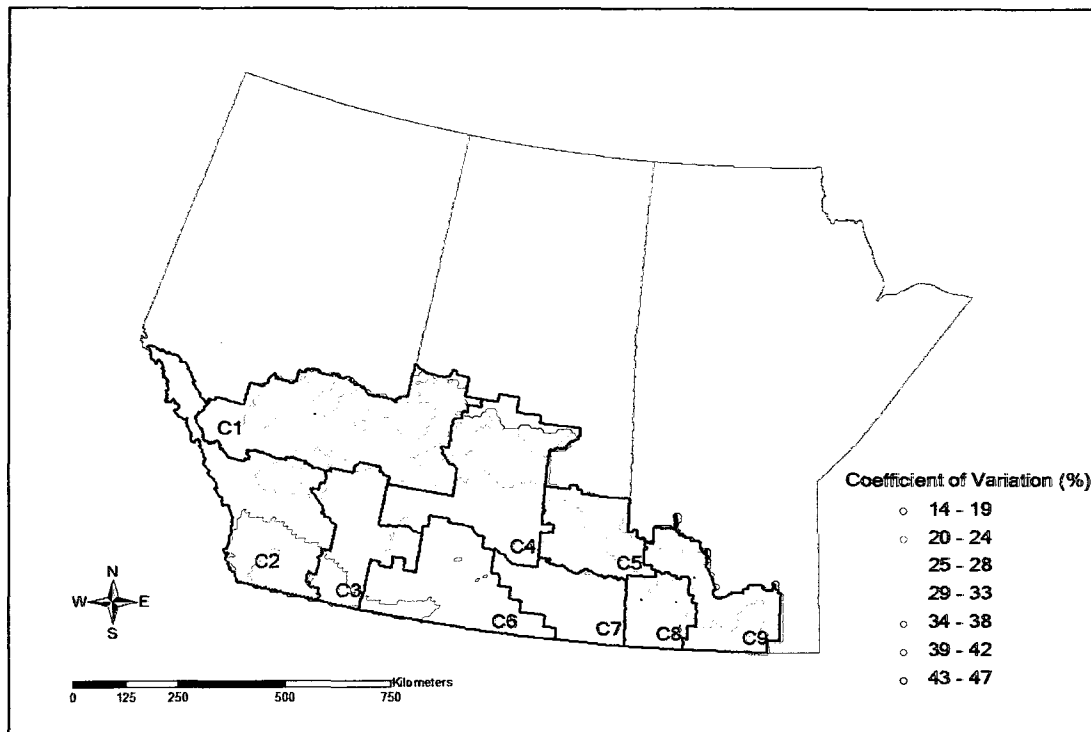 C1
C2
C3
C4
C5
C6
C7
C8
C9
N
W E
S
0 125 250 500 750
Kilometers
Coefficient of Variation (%)
14 - 19
20 - 24
25 - 28
29 - 33
34 - 38
39 - 42
43 - 47